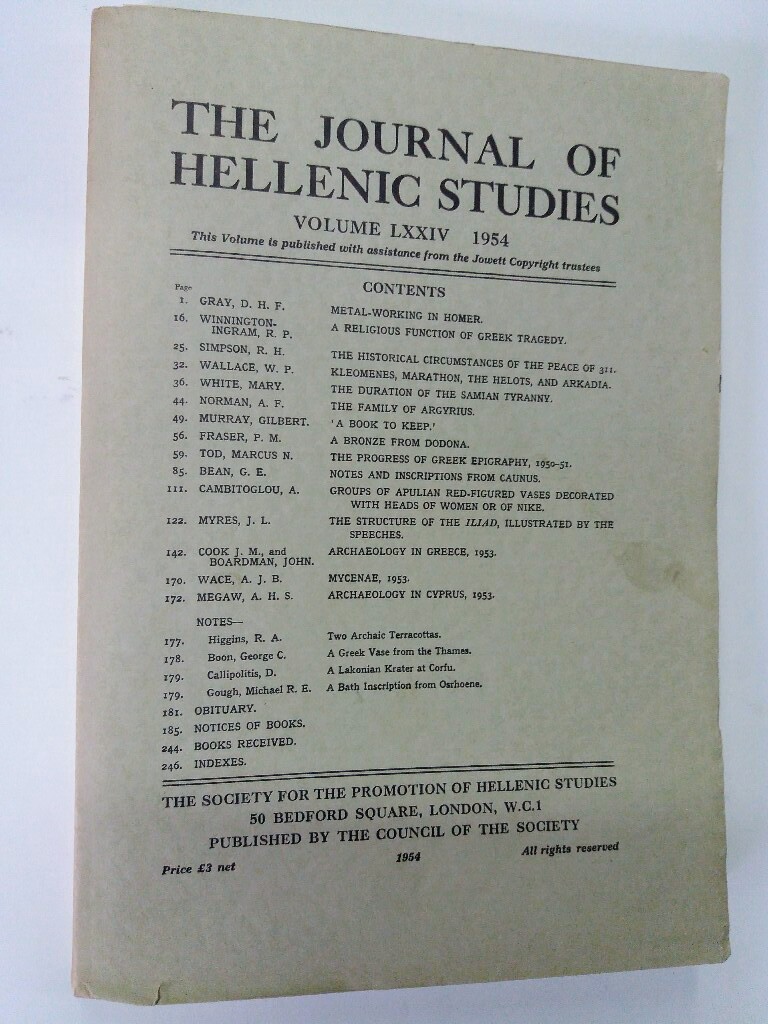 THE JOURNAL OF
HELLENIC STUDIES
VOLUME LXXIV 1954
This Volume is published with assistance from the Jowett Copyright trustees
CONTENTS
Page
1. GRAY, D. H. F. METAL-WORKING IN HOMER.
16. WINNINGTON-
INGRAM, R. P. A RELIGIOUS FUNCTION OF GREEK TRAGEDY.
25. SIMPSON, R. H. THE HISTORICAL CIRCUMSTANCES OF THE PEACE OF 311.
32. WALLACE, W. P. KLEOMENES, MARATHON, THE HELOTS, AND ARKADIA.
36. WHITE, MARY. THE DURATION OF THE SAMIAN TYRANNY.
44. NORMAN, A. F. THE FAMILY OF ARGYRIUS.
49. MURRAY, GILBERT. 'A BOOK TO KEEP.'
56. FRASER, P. M. A BRONZE FROM DODONA.
59. TOD, MARCUS N. THE PROGRESS OF GREEK EPIGRAPHY, 1950-51.
85. BEAN, G. E. NOTES AND INSCRIPTIONS FROM CAUNUS.
111. CAMBITOGLOU, A. GROUPS OF APULIAN RED-FIGURED VASES DECORATED
WITH HEADS OF WOMEN OR OF NIKE.
122. MYRES, J. L. THE STRUCTURE OF THE ILIAD, ILLUSTRATED BY THE
SPEECHES.
142. COOK J. M., and ARCHAEOLOGY IN GREECE, 1953.
BOARDMAN, JOHN.
170. WACE, A. J. B. MYCENAE, 1953.
172. MEGAW, A. H. S. ARCHAEOLOGY IN CYPRUS, 1953.
NOTES—
177. Higgins, R. A. Two Archaic Terracottas.
178. Boon, George C. A Greek Vase from the Thames.
179. Callipolitis, D. A Lakonian Krater at Corfu.
179. Gough, Michael R. E. A Bath Inscription from Osrhoene.
181. OBITUARY.
185. NOTICES OF BOOKS.
244. BOOKS RECEIVED.
246. INDEXES.
THE SOCIETY FOR THE PROMOTION OF HELLENIC STUDIES
50 BEDFORD SQUARE, LONDON, W.C.1
PUBLISHED BY THE COUNCIL OF THE SOCIETY
Price £3 net 1954 All rights reserved